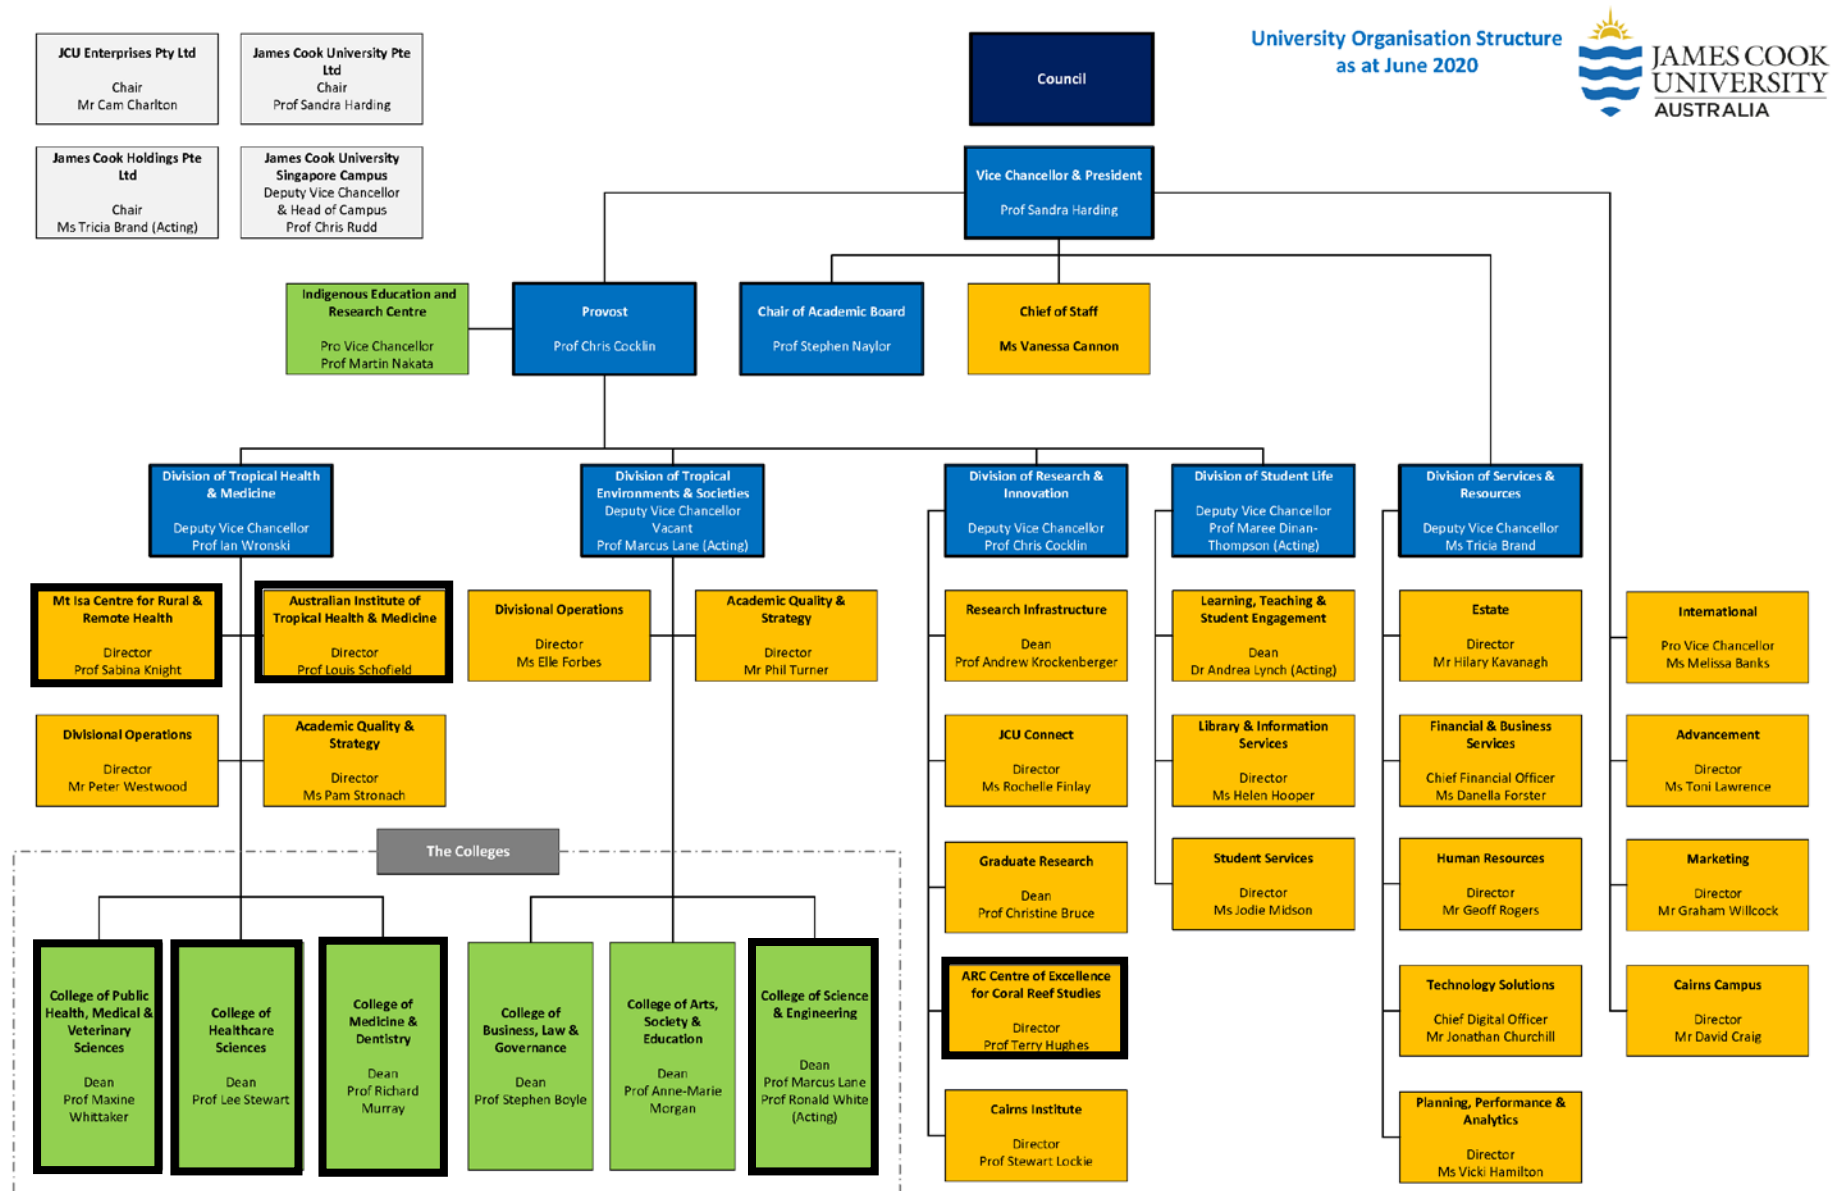 JCU Enterprises Pty Ltd
Chair
Mr Cam Charlton
James Cook University Pte
Ltd
Chair
Prof Sandra Harding
Council
University Organisation Structure
as at June 2020
JAMES COOK
UNIVERSITY
AUSTRALIA
James Cook Holdings Pte
Ltd
Chair
Ms Tricia Brand (Acting)
James Cook University
Singapore Campus
Deputy Vice Chancellor
& Head of Campus
Prof Chris Rudd
Vice Chancellor & President
Prof Sandra Harding
Indigenous Education and
Research Centre
Pro Vice Chancellor
Prof Martin Nakata
Provost
Prof Chris Cocklin
Chair of Academic Board
Prof Stephen Naylor
Chief of Staff
Ms Vanessa Cannon
Division of Tropical Health
& Medicine
Deputy Vice Chancellor
Prof Ian Wronski
Division of Tropical
Environments & Societies
Deputy Vice Chancellor
Vacant
Prof Marcus Lane (Acting)
Division of Research &
Innovation
Deputy Vice Chancellor
Prof Chris Cocklin
Division of Student Life
Deputy Vice Chancellor
Prof Maree Dinan-
Thompson (Acting)
Division of Services &
Resources
Deputy Vice Chancellor
Ms Tricia Brand
Mt Isa Centre for Rural &
Remote Health
Director
Prof Sabina Knight
Australian Institute of
Tropical Health & Medicine
Director
Prof Louis Schofield
Divisional Operations
Director
Ms Elle Forbes
Academic Quality &
Strategy
Director
Mr Phil Turner
Research Infrastructure
Dean
Prof Andrew Krockenberger
Learning, Teaching &
Student Engagement
Dean
Dr Andrea Lynch (Acting)
Estate
Director
Mr Hilary Kavanagh
International
Pro Vice Chancellor
Ms Melissa Banks
Divisional Operations
Director
Mr Peter Westwood
Academic Quality &
Strategy
Director
Ms Pam Stronach
JCU Connect
Director
Ms Rochelle Finlay
Library & Information
Services
Director
Ms Helen Hooper
Financial & Business
Services
Chief Financial Officer
Ms Danella Forster
Advancement
Director
Ms Toni Lawrence
The Colleges
Graduate Research
Dean
Prof Christine Bruce
Student Services
Director
Ms Jodie Midson
Human Resources
Director
Mr Geoff Rogers
Marketing
Director
Mr Graham Willcock
College of Public
Health, Medical &
Veterinary
Sciences
Dean
Prof Maxine
Whittaker
College of
Healthcare
Sciences
Dean
Prof Lee Stewart
College of
Medicine &
Dentistry
Dean
Prof Richard
Murray
College of
Business, Law &
Governance
Dean
Prof Stephen Boyle
College of Arts,
Society &
Education
Dean
Prof Anne-Marie
Morgan
College of Science
& Engineering
Dean
Prof Marcus Lane
Prof Ronald White
(Acting)
ARC Centre of Excellence
for Coral Reef Studies
Director
Prof Terry Hughes
Technology Solutions
Chief Digital Officer
Mr Jonathan Churchill
Cairns Campus
Director
Mr David Craig
Cairns Institute
Director
Prof Stewart Lockie
Planning, Performance &
Analytics
Director
Ms Vicki Hamilton